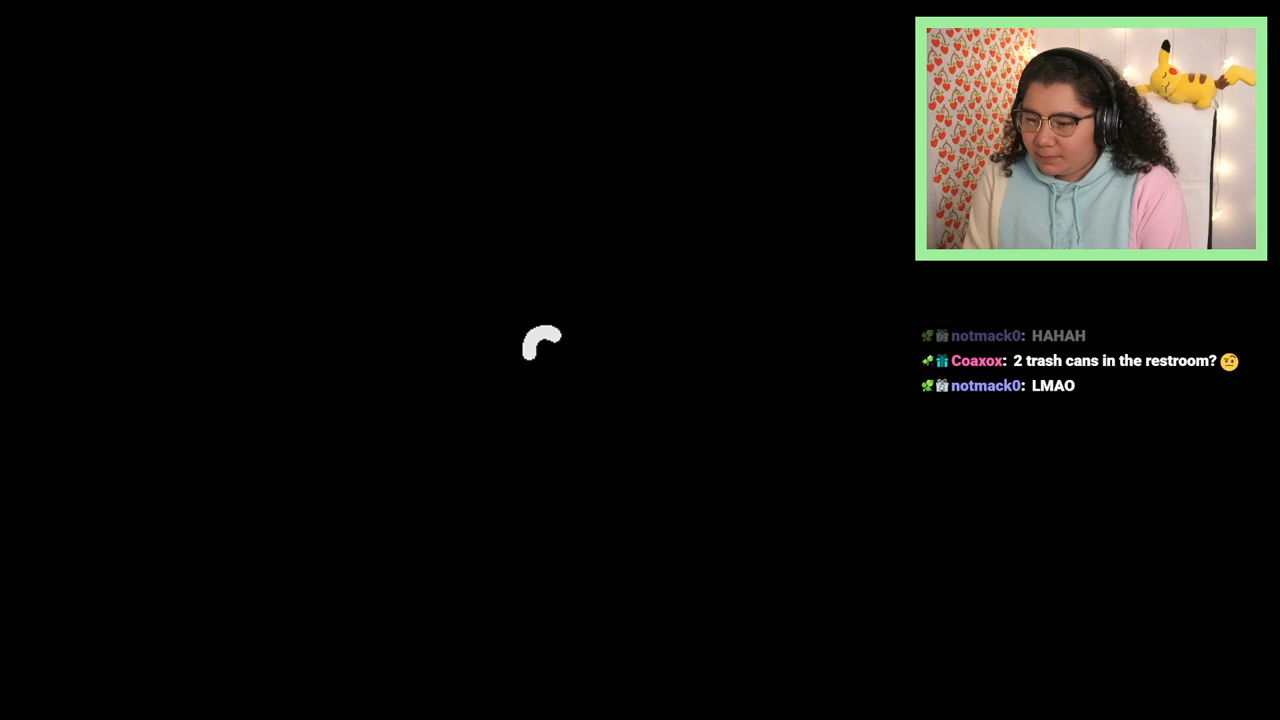 notmack0: HAHAH
Coaxox: 2 trash cans in the restroom?🤨
notmack0: LMAO